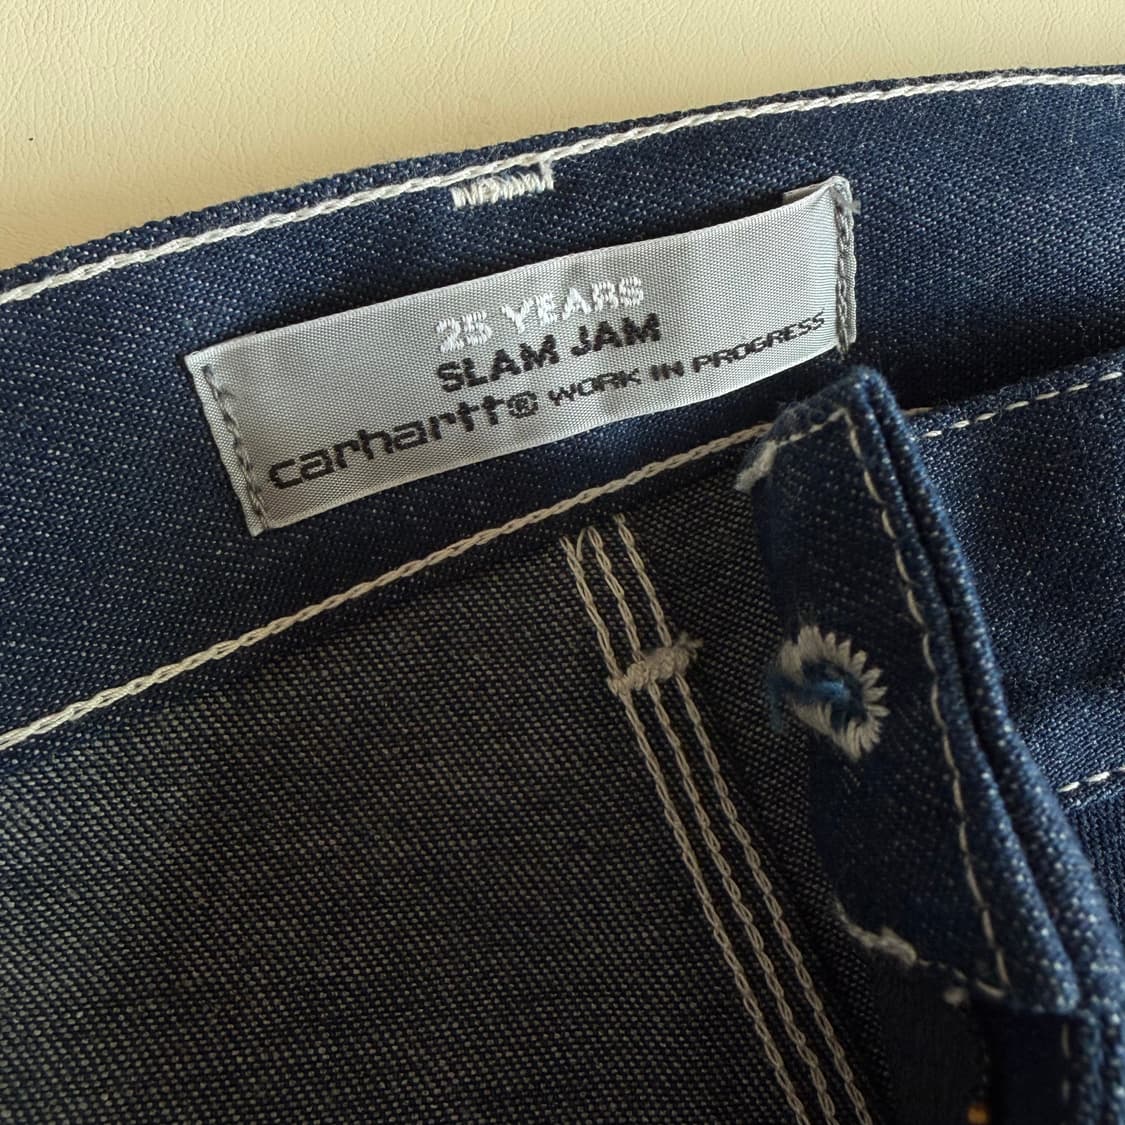 25 YEARS
SLAM JAM
carhartt® WORK IN PROGRESS